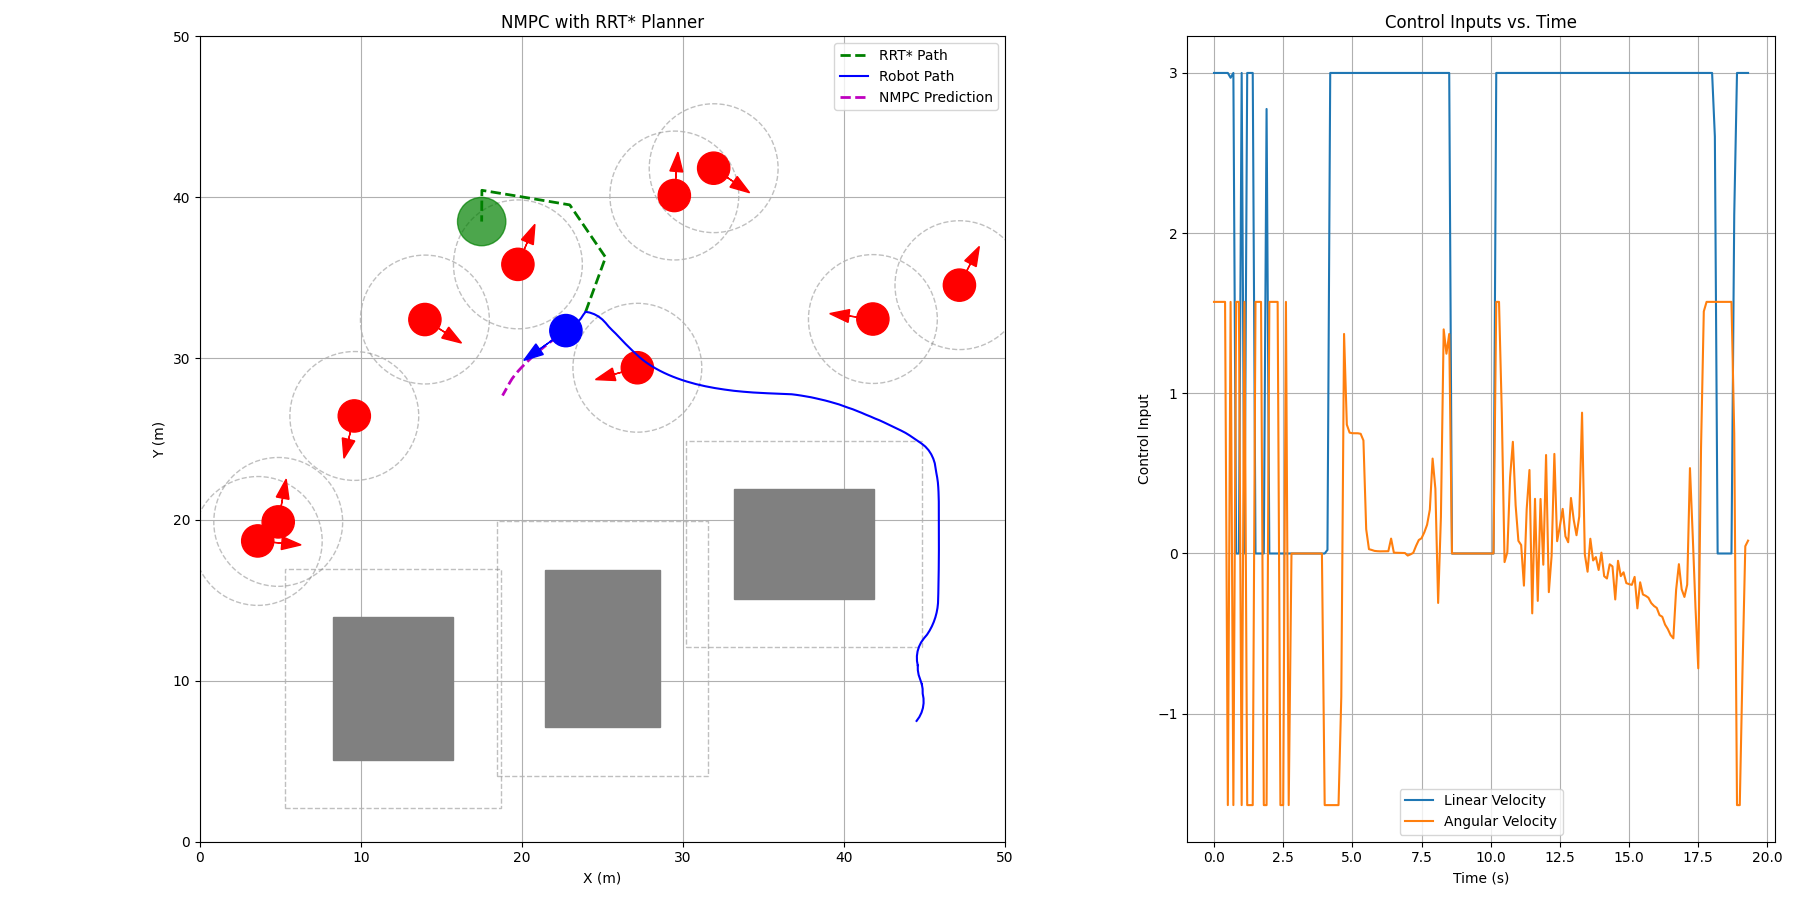 NMPC with RRT* Planner
RRT* Path
Robot Path
NMPC Prediction
50
40
30
20
10
0
Y (m)
0
10
20
30
40
50
X (m)
Control Inputs vs. Time
3
2
1
0
−1
Control Input
Linear Velocity
Angular Velocity
0.0
2.5
5.0
7.5
10.0
12.5
15.0
17.5
20.0
Time (s)